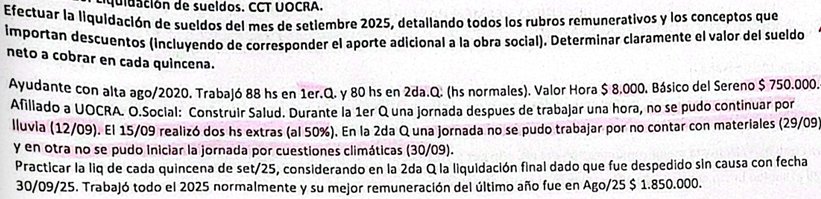 Liquidación de sueldos. CCT UOCRA.
Efectuar la liquidación de sueldos del mes de setiembre 2025, detallando todos los rubros remunerativos y los conceptos que
importan descuentos (incluyendo de corresponder el aporte adicional a la obra social). Determinar claramente el valor del sueldo
neto a cobrar en cada quincena.
Ayudante con alta ago/2020. Trabajó 88 hs en 1er.Q. y 80 hs en 2da.Q. (hs normales). Valor Hora $ 8.000. Básico del Sereno $ 750.000.
Afiliado a UOCRA. O.Social: Construir Salud. Durante la 1er Q una jornada despues de trabajar una hora, no se pudo continuar por
lluvia (12/09). El 15/09 realizó dos hs extras (al 50%). En la 2da Q una jornada no se pudo trabajar por no contar con materiales (29/09)
y en otra no se pudo iniciar la jornada por cuestiones climáticas (30/09).
Practicar la liq de cada quincena de set/25, considerando en la 2da Q la liquidación final dado que fue despedido sin causa con fecha
30/09/25. Trabajó todo el 2025 normalmente y su mejor remuneración del último año fue en Ago/25 $ 1.850.000.